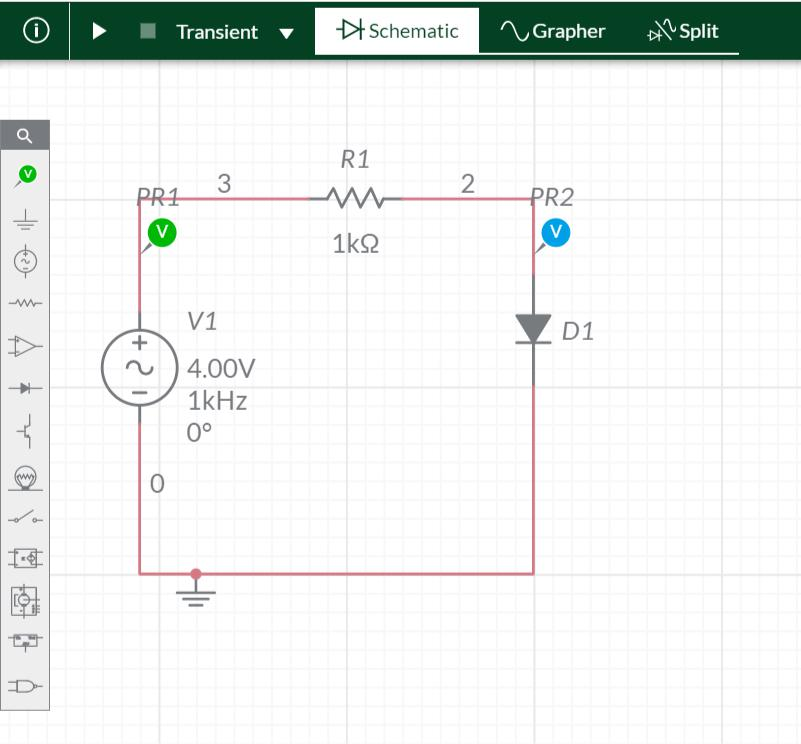 Transient
Schematic
Grapher
Split
R1
PR1
3
2
PR2
V
V
V
1kΩ
V1
4.00V
1kHz
0°
D1
0